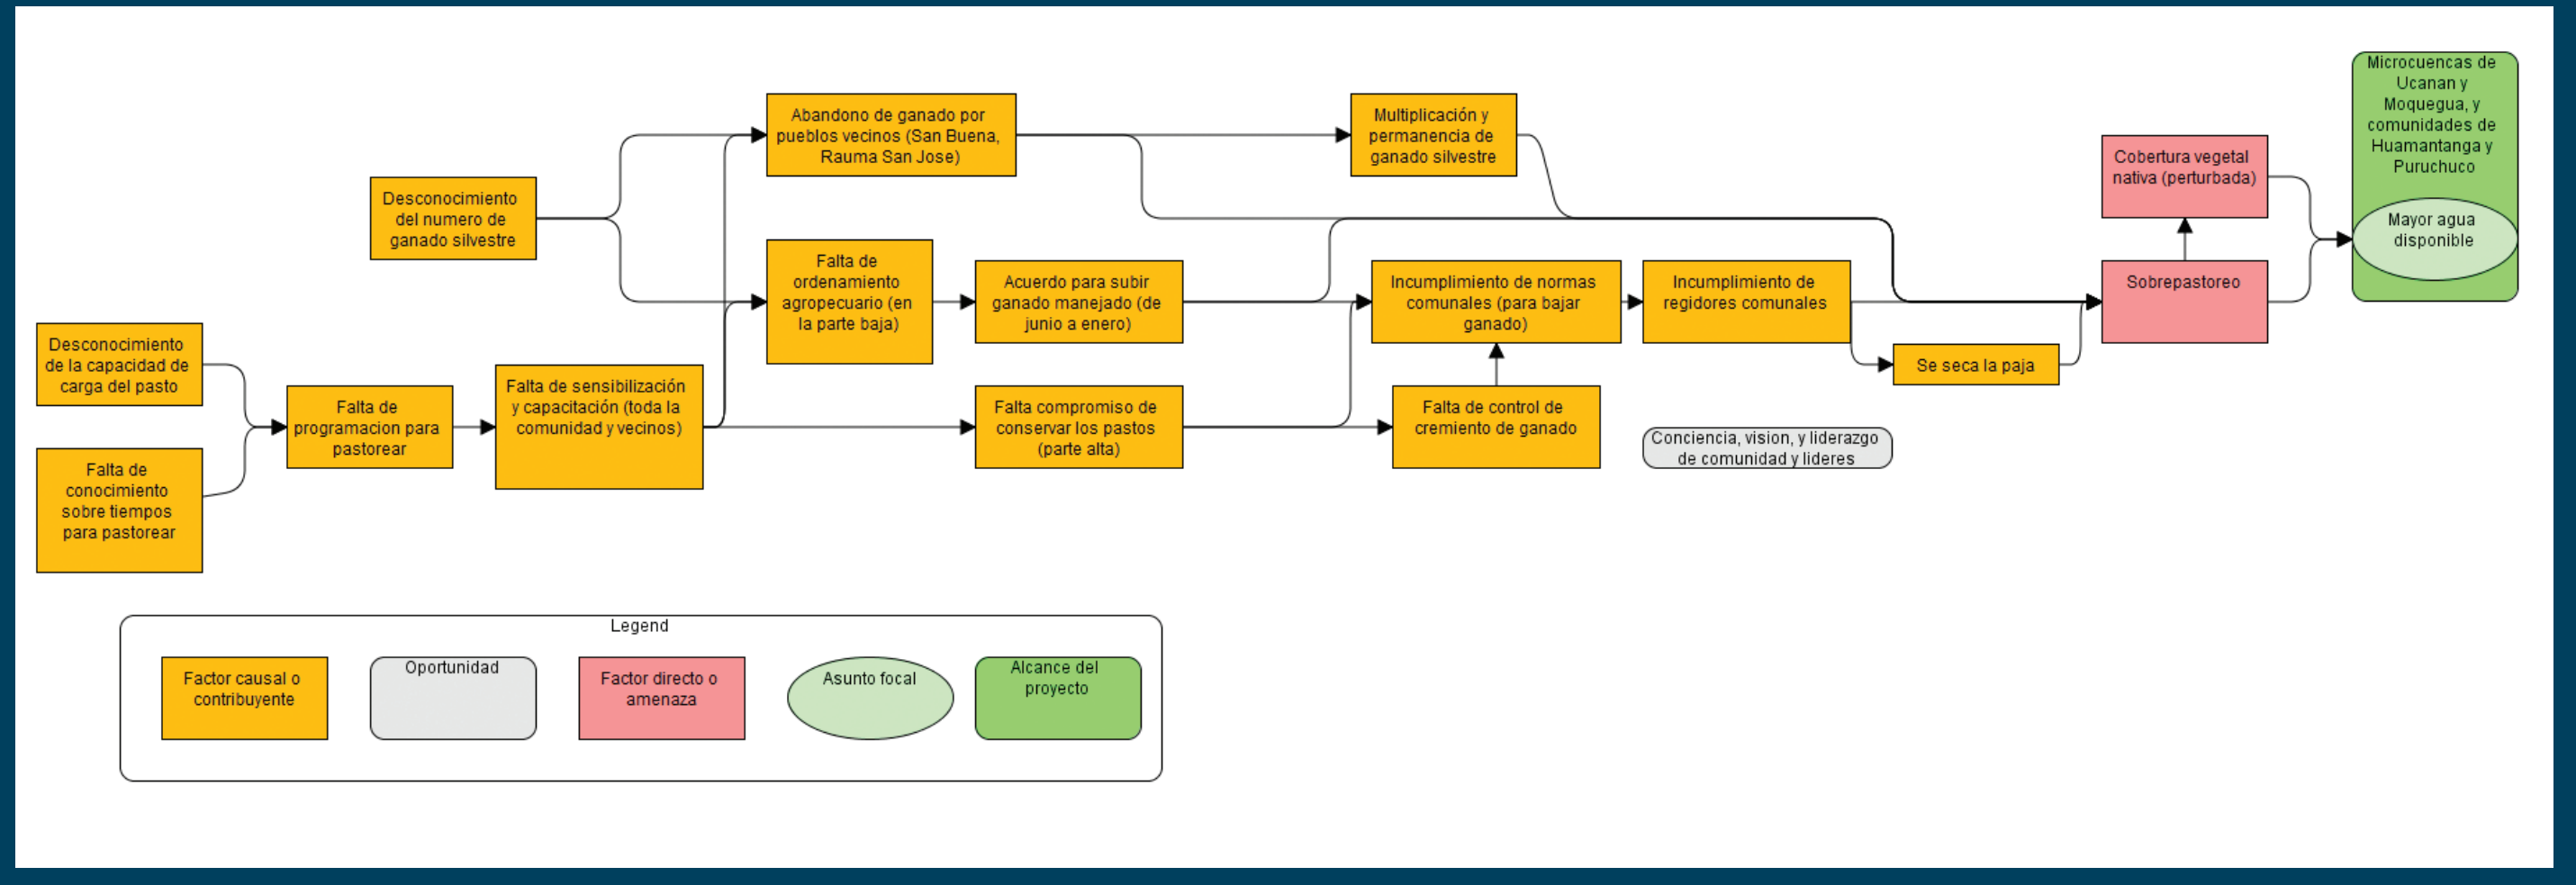 Microcuencas de
Ucanan y
Moquegua, y
comunidades de
Huamantanga y
Puruchuco
Mayor agua
disponible
Abandono de ganado por
pueblos vecinos (San Buena,
Rauma San Jose)
Multiplicación y
permanencia de
ganado silvestre
Cobertura vegetal
nativa (perturbada)
Desconocimiento
del numero de
ganado silvestre
Falta de
ordenamiento
agropecuario (en
la parte baja)
Acuerdo para subir
ganado manejado (de
junio a enero)
Incumplimiento de normas
comunales (para bajar
ganado)
Incumplimiento de
regidores comunales
Sobrepastoreo
Se seca la paja
Desconocimiento
de la capacidad de
carga del pasto
Falta de
programacion para
pastorear
Falta de sensibilización
y capacitación (toda la
comunidad y vecinos)
Falta compromiso de
conservar los pastos
(parte alta)
Falta de control de
cremiento de ganado
Conciencia, vision, y liderazgo
de comunidad y lideres
Falta de
conocimiento
sobre tiempos
para pastorear
Legend
Factor causal o
contribuyente
Oportunidad
Factor directo o
amenaza
Asunto focal
Alcance del
proyecto